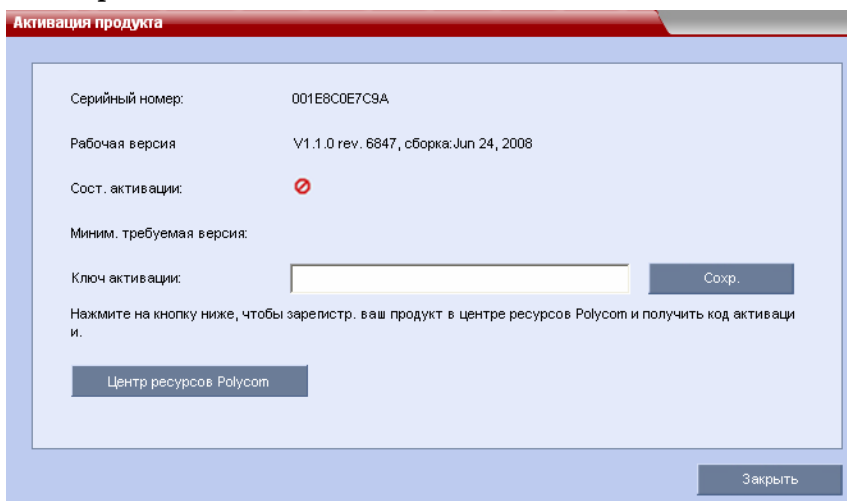 Активация продукта
Серийный номер: 001E8C0E7C9A
Рабочая версия V1.1.0 rev. 6847, сборка:Jun 24, 2008
Сост. активации:
Миним. требуемая версия:
Ключ активации: Сохр.
Нажмите на кнопку ниже, чтобы зарегистр. ваш продукт в центре ресурсов Polycom и получить код активаци
и.
Центр ресурсов Polycom
Закрыть